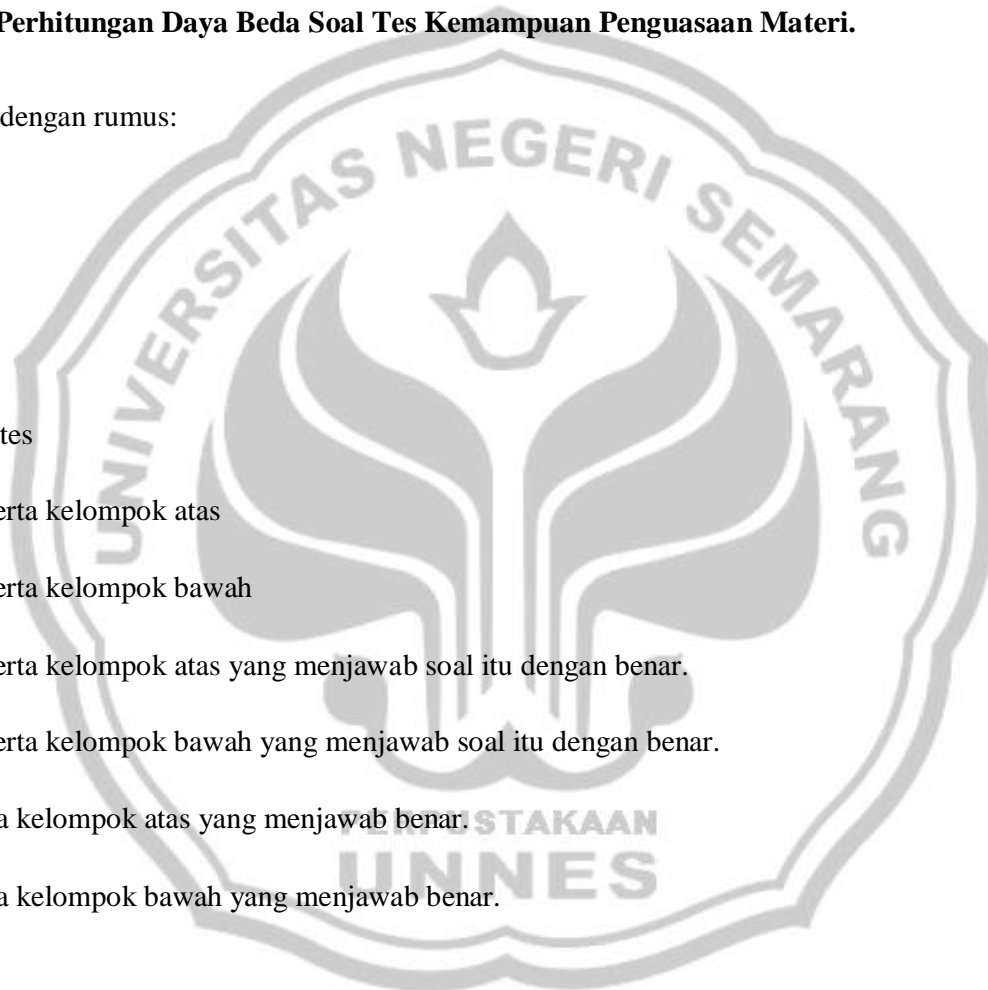 Perhitungan Daya Beda Soal Tes Kemampuan Penguasaan Materi.
dengan rumus:
UNIVERSITAS NEGERI SEMARANG
tes
erta kelompok atas
erta kelompok bawah
erta kelompok atas yang menjawab soal itu dengan benar.
erta kelompok bawah yang menjawab soal itu dengan benar.
a kelompok atas yang menjawab benar.
PERPUSTAKAAN
UNNES
a kelompok bawah yang menjawab benar.